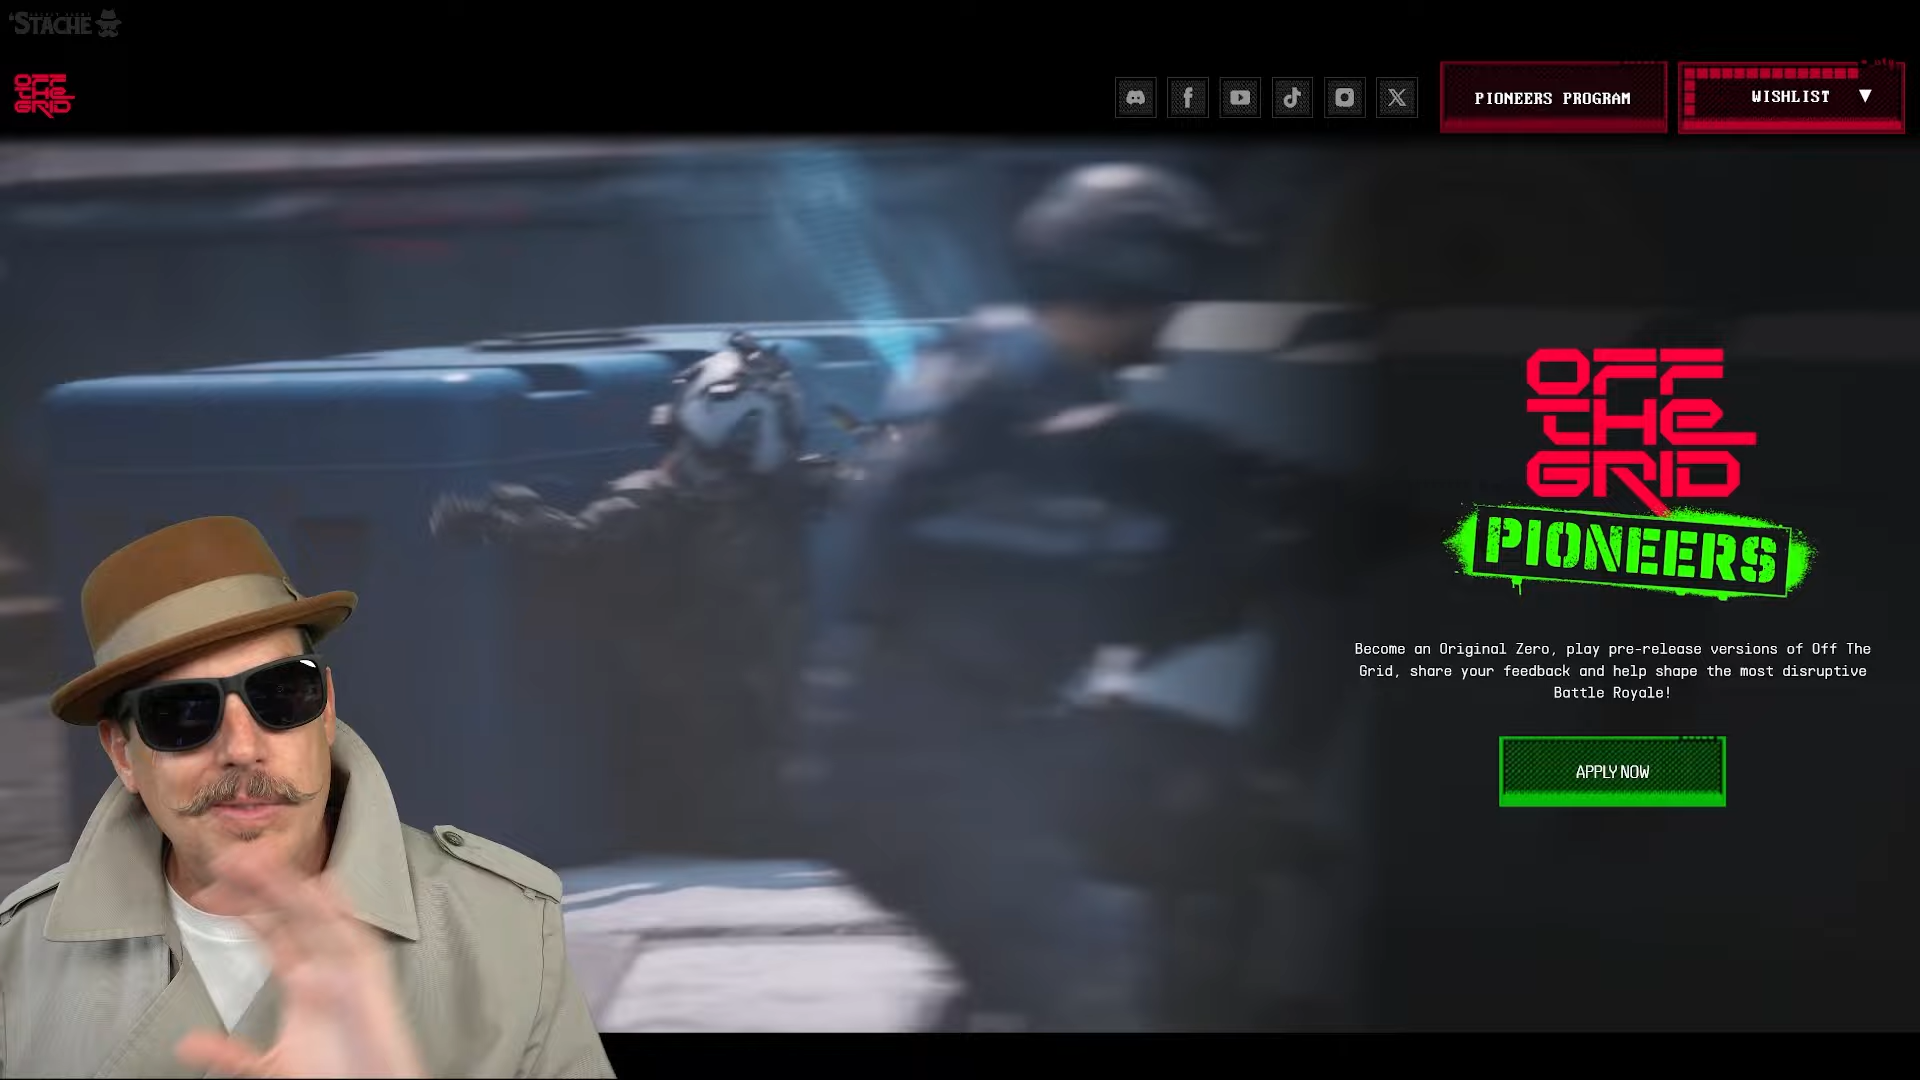 'STACHE
OFF
THE
GRID
PIONEERS PROGRAM
WISHLIST
OFF
THE
GRID
PIONEERS
Become an Original Zero, play pre-release versions of Off The
Grid, share your feedback and help shape the most disruptive
Battle Royale!
APPLY NOW